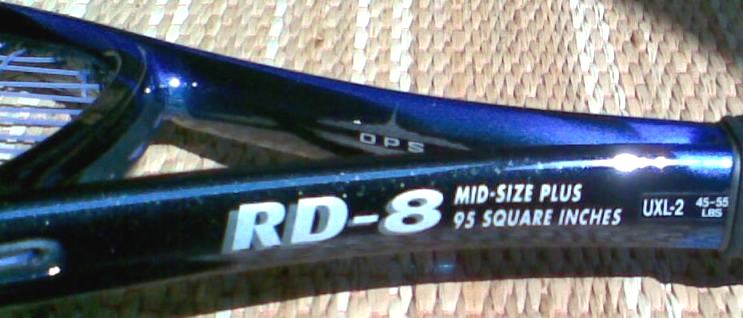 OPS
RD-8
MID-SIZE PLUS
95 SQUARE INCHES
UXL-2
45-55
LBS